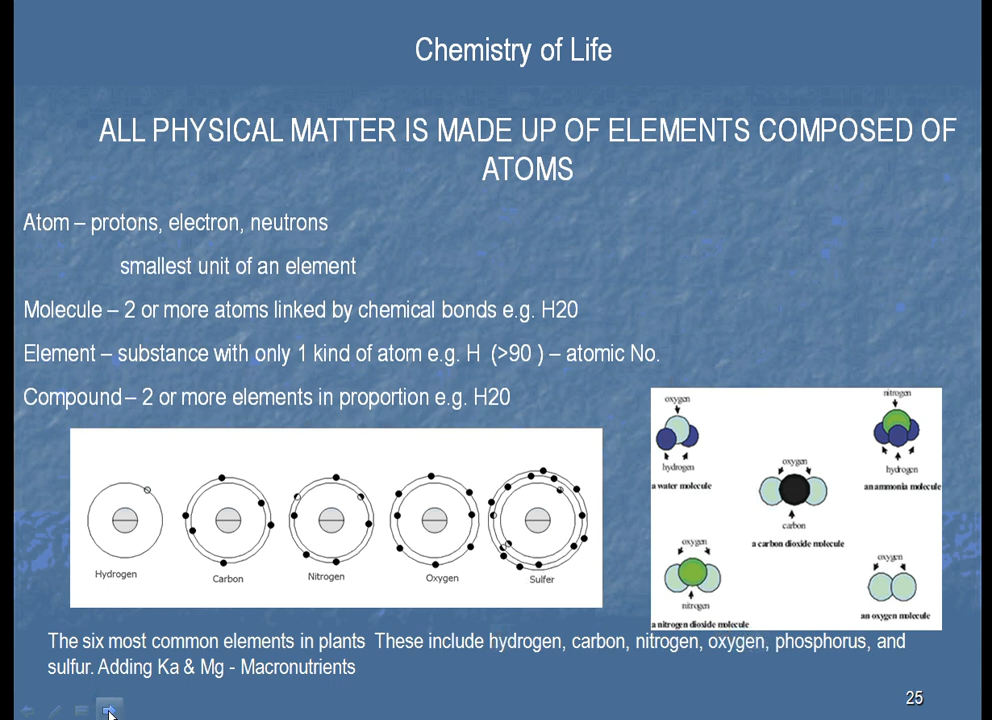 Chemistry of Life
ALL PHYSICAL MATTER IS MADE UP OF ELEMENTS COMPOSED OF
ATOMS
Atom – protons, electron, neutrons
smallest unit of an element
Molecule – 2 or more atoms linked by chemical bonds e.g. H20
Element – substance with only 1 kind of atom e.g. H (>90 ) – atomic No.
Compound – 2 or more elements in proportion e.g. H20
Hydrogen
Carbon
Nitrogen
Oxygen
Sulfer
oxygen
hydrogen
a water molecule
nitrogen
hydrogen
an ammonia molecule
oxygen
carbon
a carbon dioxide molecule
oxygen
nitrogen
a nitrogen dioxide molecule
oxygen
an oxygen molecule
The six most common elements in plants These include hydrogen, carbon, nitrogen, oxygen, phosphorus, and
sulfur. Adding Ka & Mg - Macronutrients
25